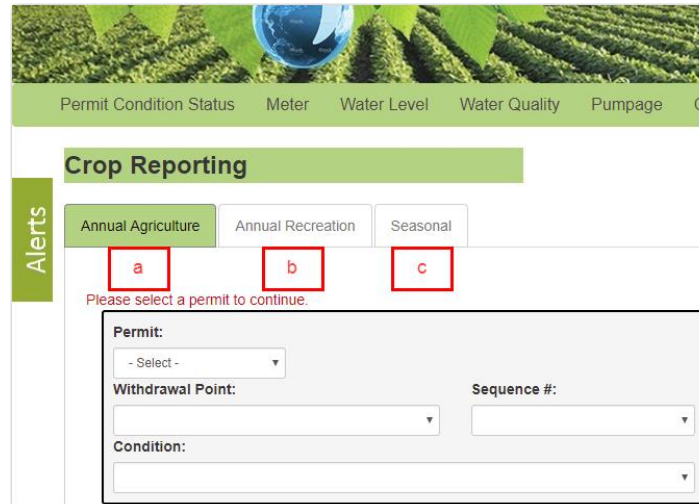 Permit Condition Status Meter Water Level Water Quality Pumpage
Crop Reporting
Alerts
Annual Agriculture Annual Recreation Seasonal
a b c
Please select a permit to continue.
Permit:
- Select -
Withdrawal Point: Sequence #:
Condition: